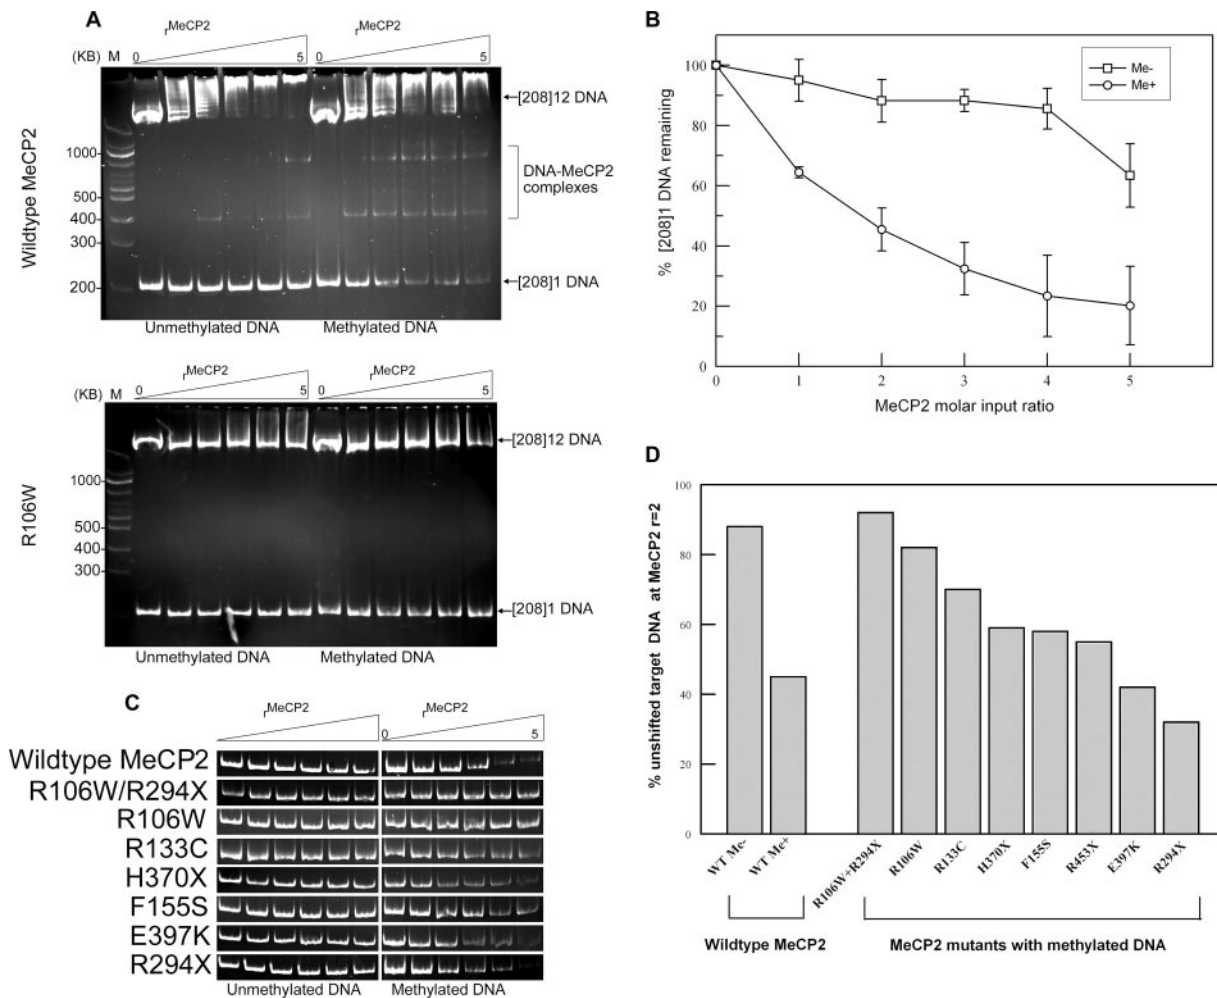 A
rMeCP2
rMeCP2
(KB) M 0 5 0 5
[208]12 DNA
1000
DNA-MeCP2
complexes
500
400
300
200
[208]1 DNA
Wildtype MeCP2
Unmethylated DNA Methylated DNA
rMeCP2
rMeCP2
(KB) M 0 5 0 5
[208]12 DNA
1000
500
400
300
[208]1 DNA
R106W
Unmethylated DNA Methylated DNA
B
100
80
60
40
20
0
% [208]1 DNA remaining
Me-
Me+
0 1 2 3 4 5
MeCP2 molar input ratio
C
rMeCP2
rMeCP2
0 5
Wildtype MeCP2
R106W/R294X
R106W
R133C
H370X
F155S
E397K
R294X
Unmethylated DNA Methylated DNA
D
100
80
60
40
20
0
% unshifted target DNA at MeCP2 r=2
WT Me-
WT Me+
R106W+R294X
R106W
R133C
H370X
F155S
R453X
E397K
R294X
Wildtype MeCP2
MeCP2 mutants with methylated DNA